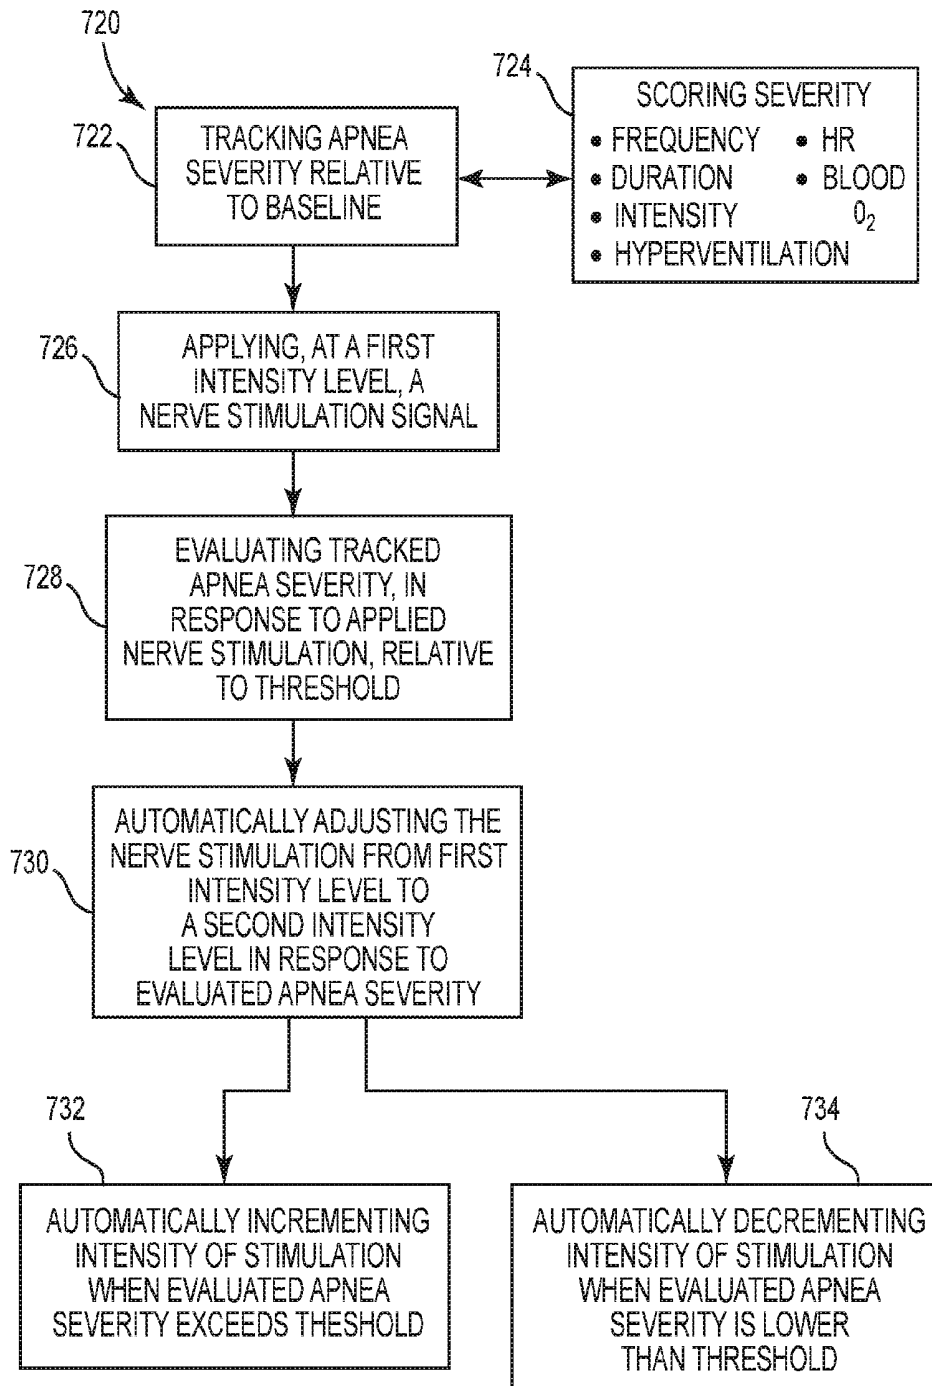 720
722
TRACKING APNEA
SEVERITY RELATIVE
TO BASELINE
724
SCORING SEVERITY
• FREQUENCY
• DURATION
• INTENSITY
• HYPERVENTILATION
• HR
• BLOOD
O2
726
APPLYING, AT A FIRST
INTENSITY LEVEL, A
NERVE STIMULATION SIGNAL
728
EVALUATING TRACKED
APNEA SEVERITY, IN
RESPONSE TO APPLIED
NERVE STIMULATION, RELATIVE
TO THRESHOLD
730
AUTOMATICALLY ADJUSTING THE
NERVE STIMULATION FROM FIRST
INTENSITY LEVEL TO
A SECOND INTENSITY
LEVEL IN RESPONSE TO
EVALUATED APNEA SEVERITY
732
AUTOMATICALLY INCREMENTING
INTENSITY OF STIMULATION
WHEN EVALUATED APNEA
SEVERITY EXCEEDS THESHOLD
734
AUTOMATICALLY DECREMENTING
INTENSITY OF STIMULATION
WHEN EVALUATED APNEA
SEVERITY IS LOWER
THAN THRESHOLD